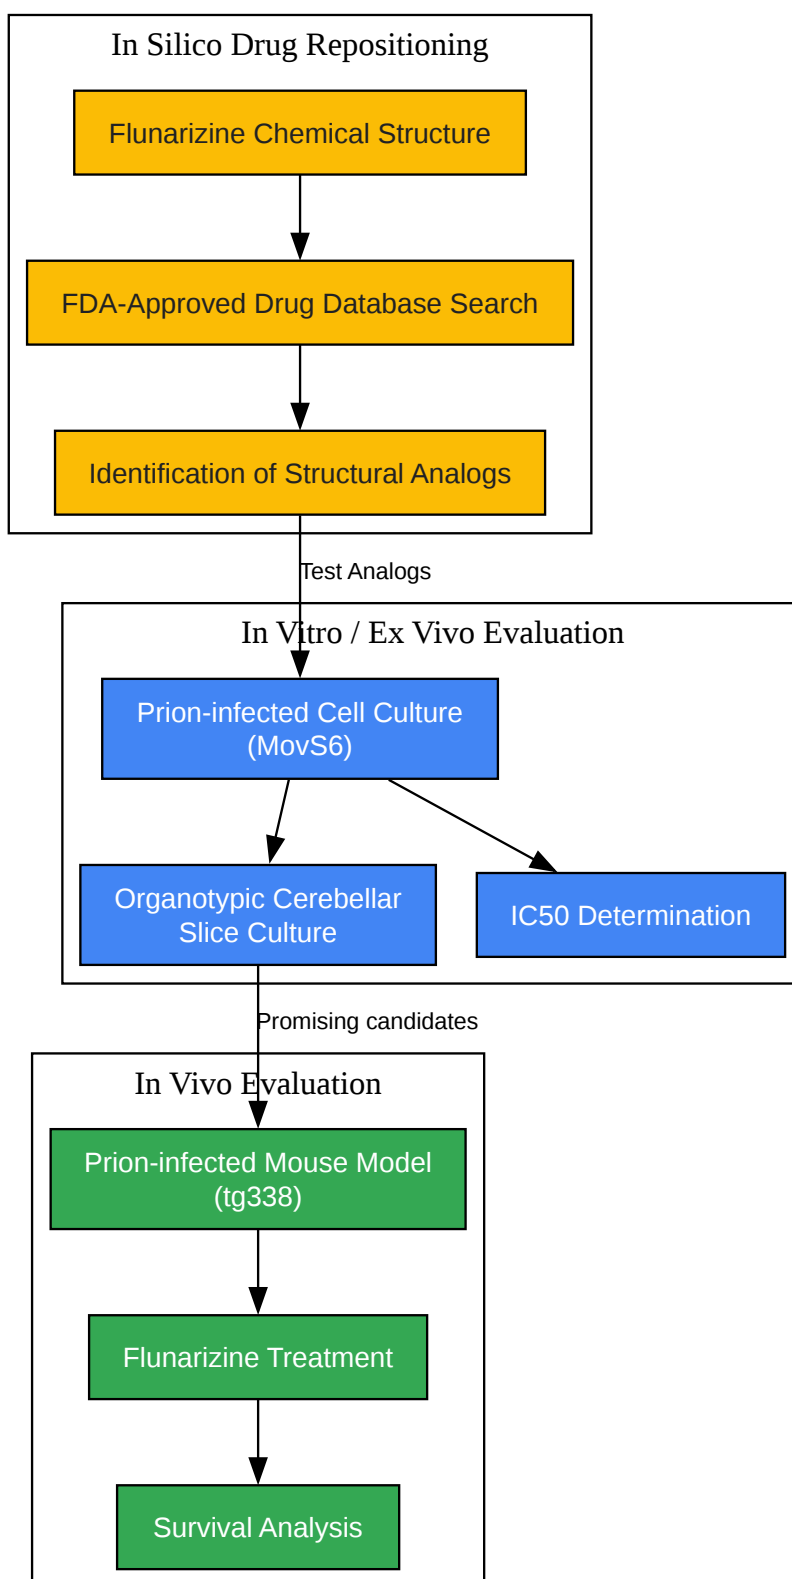 In Silico Drug Repositioning
Flunarizine Chemical Structure
FDA-Approved Drug Database Search
Identification of Structural Analogs
Test Analogs
In Vitro / Ex Vivo Evaluation
Prion-infected Cell Culture
(MovS6)
Organotypic Cerebellar
Slice Culture
IC50 Determination
Promising candidates
In Vivo Evaluation
Prion-infected Mouse Model
(tg338)
Flunarizine Treatment
Survival Analysis